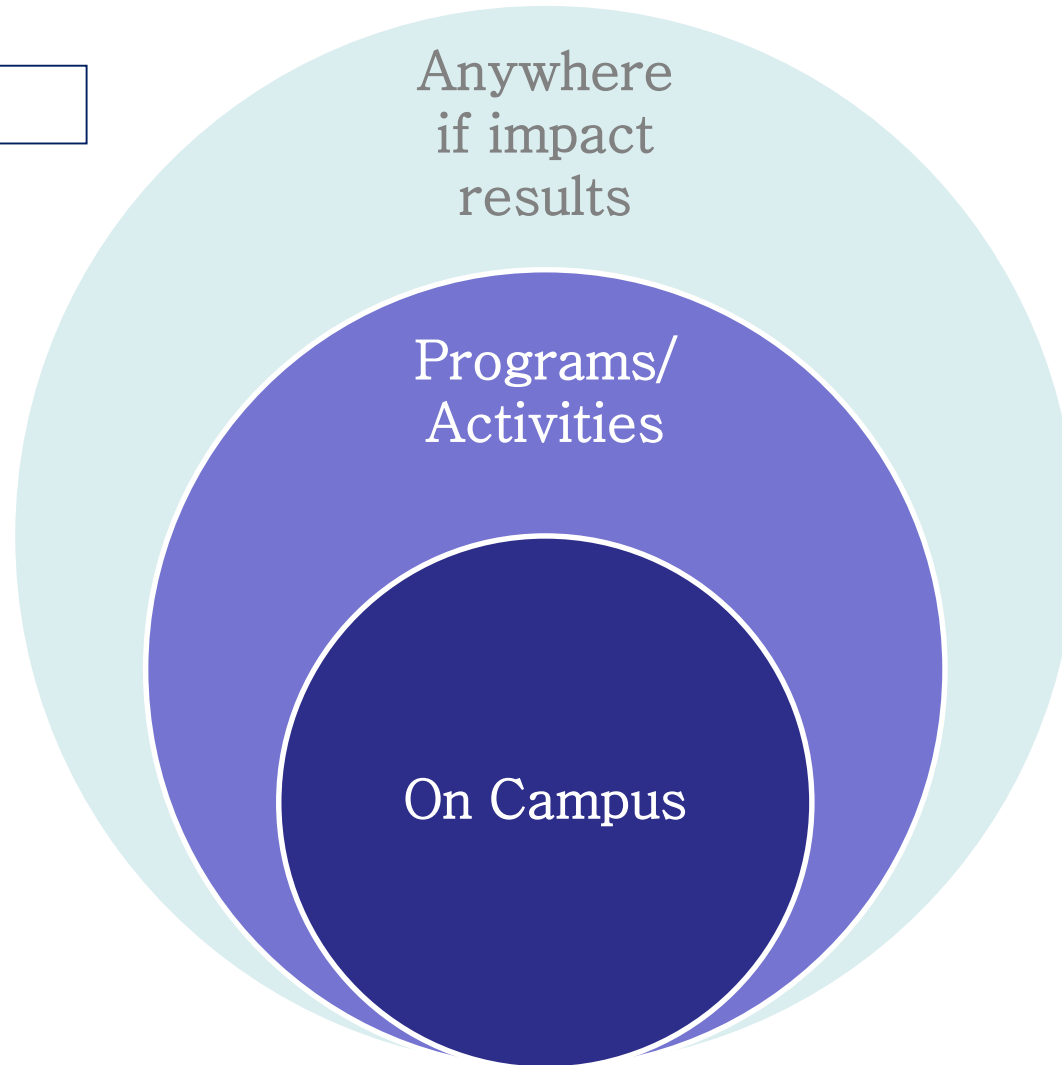 Anywhere
if impact
results
Programs/
Activities
On Campus